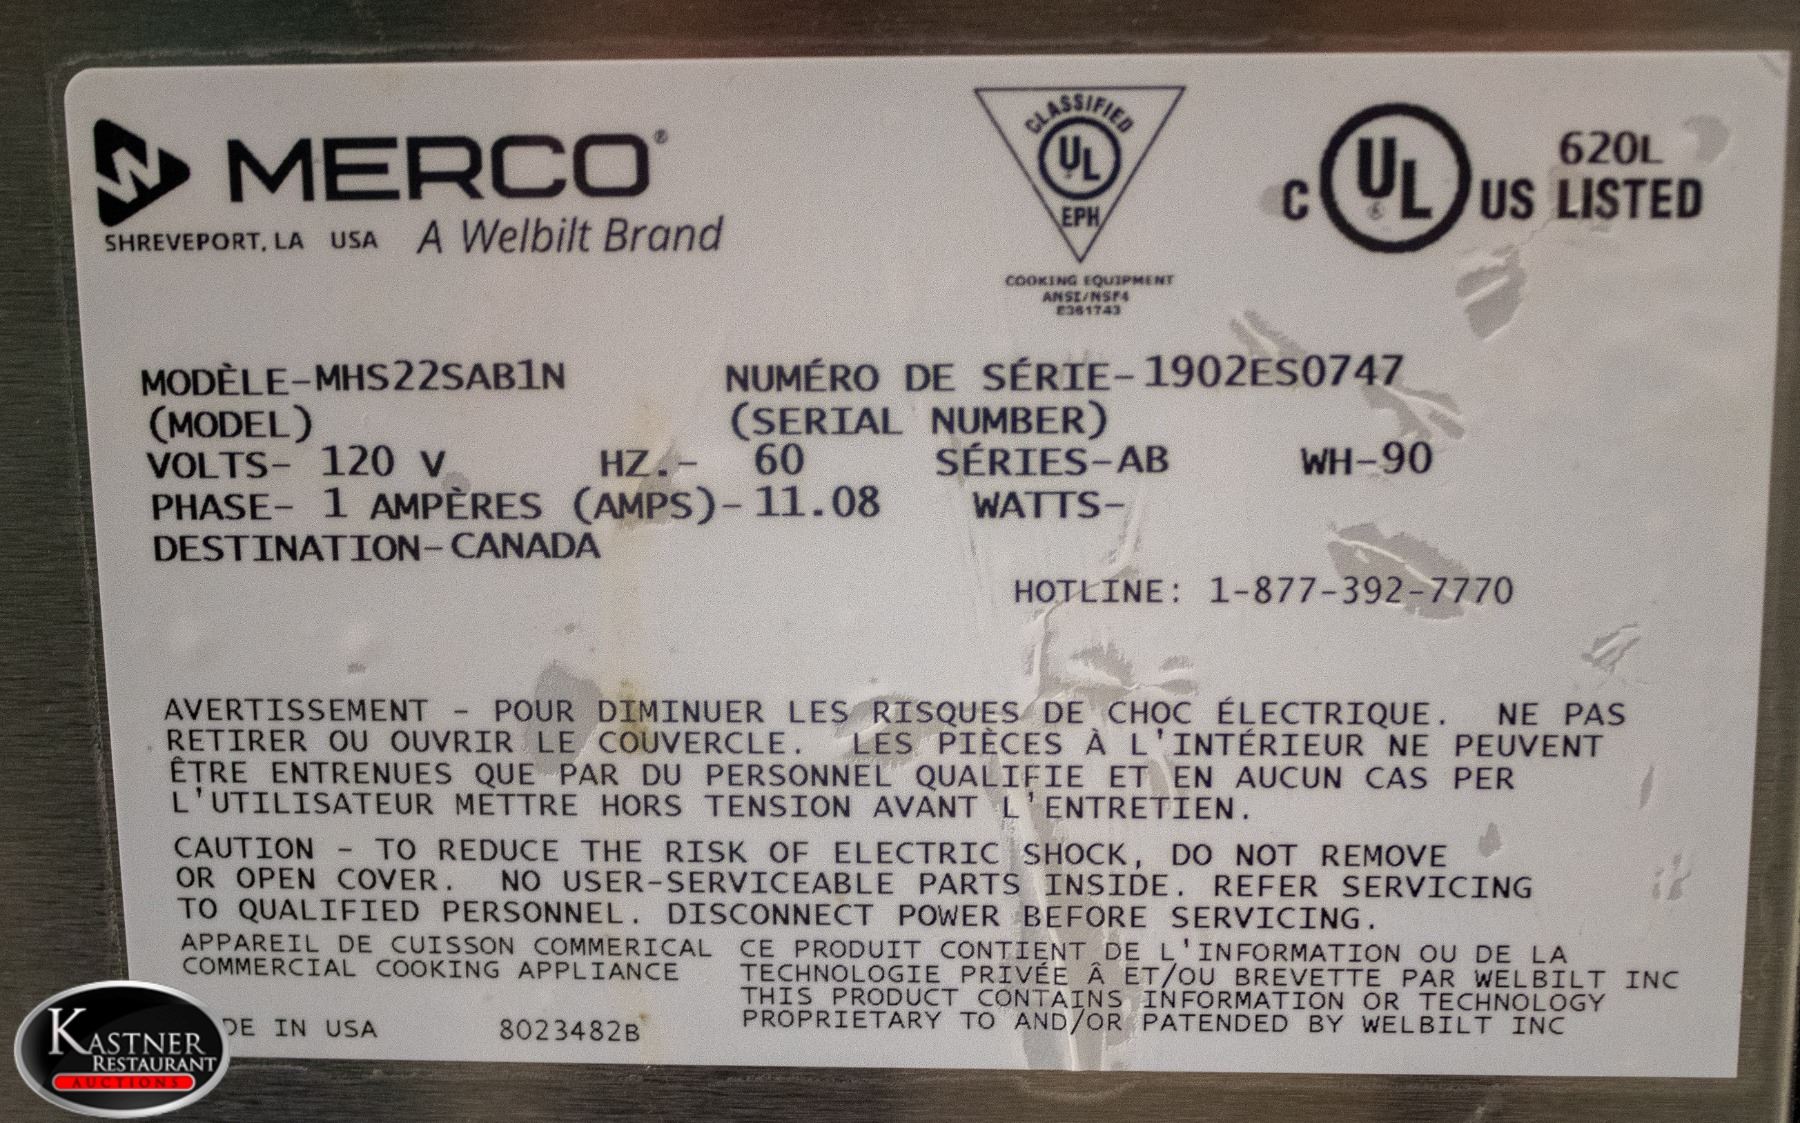 MERCO®
SHREVEPORT, LA USA A Welbilt Brand
CLASSIFIED
UL
EPH
COOKING EQUIPMENT
ANSI/NSF4
E361743
C UL US
620L
LISTED
MODÈLE-MHS22SAB1N NUMÉRO DE SÉRIE-1902ES0747
(MODEL) (SERIAL NUMBER)
VOLTS- 120 V HZ.- 60 SÉRIES-AB WH-90
PHASE- 1 AMPÈRES (AMPS)-11.08 WATTS-
DESTINATION-CANADA
HOTLINE: 1-877-392-7770
AVERTISSEMENT - POUR DIMINUER LES RISQUES DE CHOC ÉLECTRIQUE. NE PAS
RETIRER OU OUVRIR LE COUVERCLE. LES PIÈCES À L'INTÉRIEUR NE PEUVENT
ÊTRE ENTRENUES QUE PAR DU PERSONNEL QUALIFIE ET EN AUCUN CAS PER
L'UTILISATEUR METTRE HORS TENSION AVANT L'ENTRETIEN.
CAUTION - TO REDUCE THE RISK OF ELECTRIC SHOCK, DO NOT REMOVE
OR OPEN COVER. NO USER-SERVICEABLE PARTS INSIDE. REFER SERVICING
TO QUALIFIED PERSONNEL. DISCONNECT POWER BEFORE SERVICING.
APPAREIL DE CUISSON COMMERICAL
COMMERCIAL COOKING APPLIANCE
CE PRODUIT CONTIENT DE L'INFORMATION OU DE LA
TECHNOLOGIE PRIVÉE Â ET/OU BREVETTE PAR WELBILT INC
THIS PRODUCT CONTAINS INFORMATION OR TECHNOLOGY
PROPRIETARY TO AND/OR PATENTED BY WELBILT INC
DE IN USA 8023482B
KASTNER
RESTAURANT
AUCTIONS